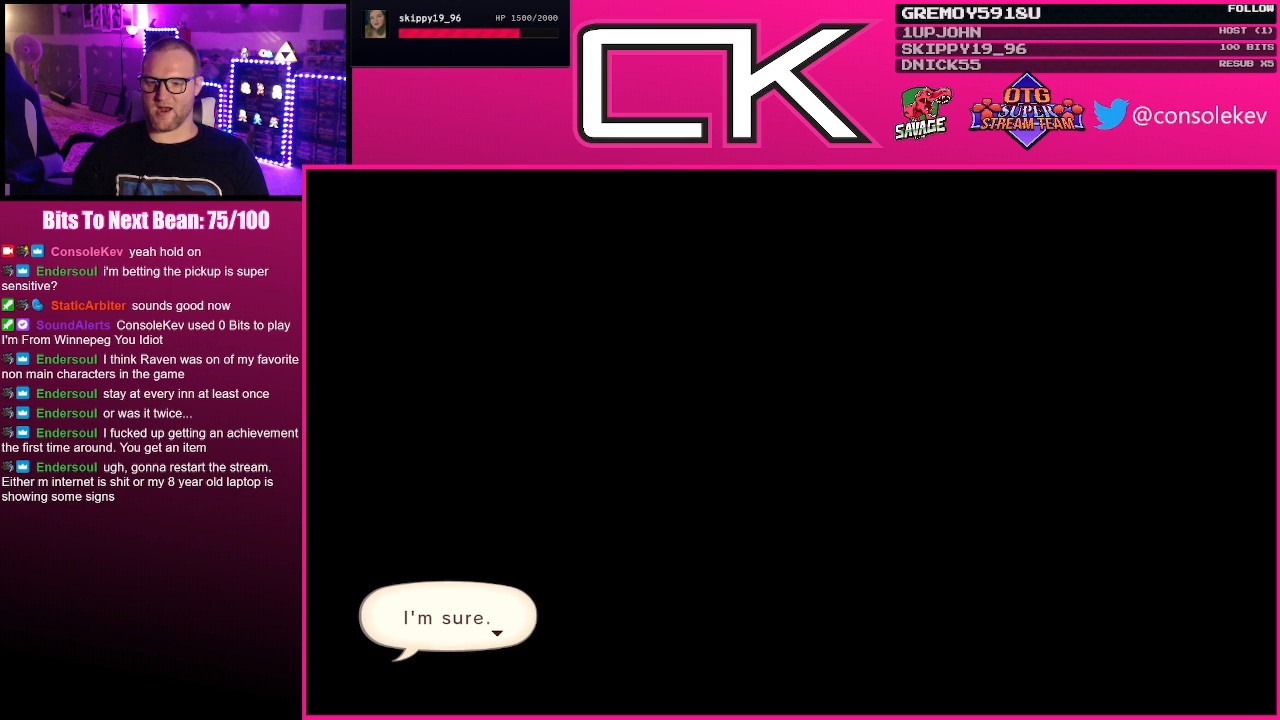 skippy19_96
HP 1500/2000
CK
GREMOY5918U
FOLLOW
1UPJOHN
HOST (1)
SKIPPY19_96
100 BITS
DNICK55
RESUB X5
SAVAGE
OTG
SUPER
STREAM-TEAM
@consolekev
Bits To Next Bean: 75/100
ConsoleKev yeah hold on
Endersoul i'm betting the pickup is super
sensitive?
StaticArbiter sounds good now
SoundAlerts ConsoleKev used 0 Bits to play
I'm From Winnepeg You Idiot
Endersoul I think Raven was on of my favorite
non main characters in the game
Endersoul stay at every inn at least once
Endersoul or was it twice...
Endersoul I fucked up getting an achievement
the first time around. You get an item
Endersoul ugh, gonna restart the stream.
Either m internet is shit or my 8 year old laptop is
showing some signs
I'm sure.